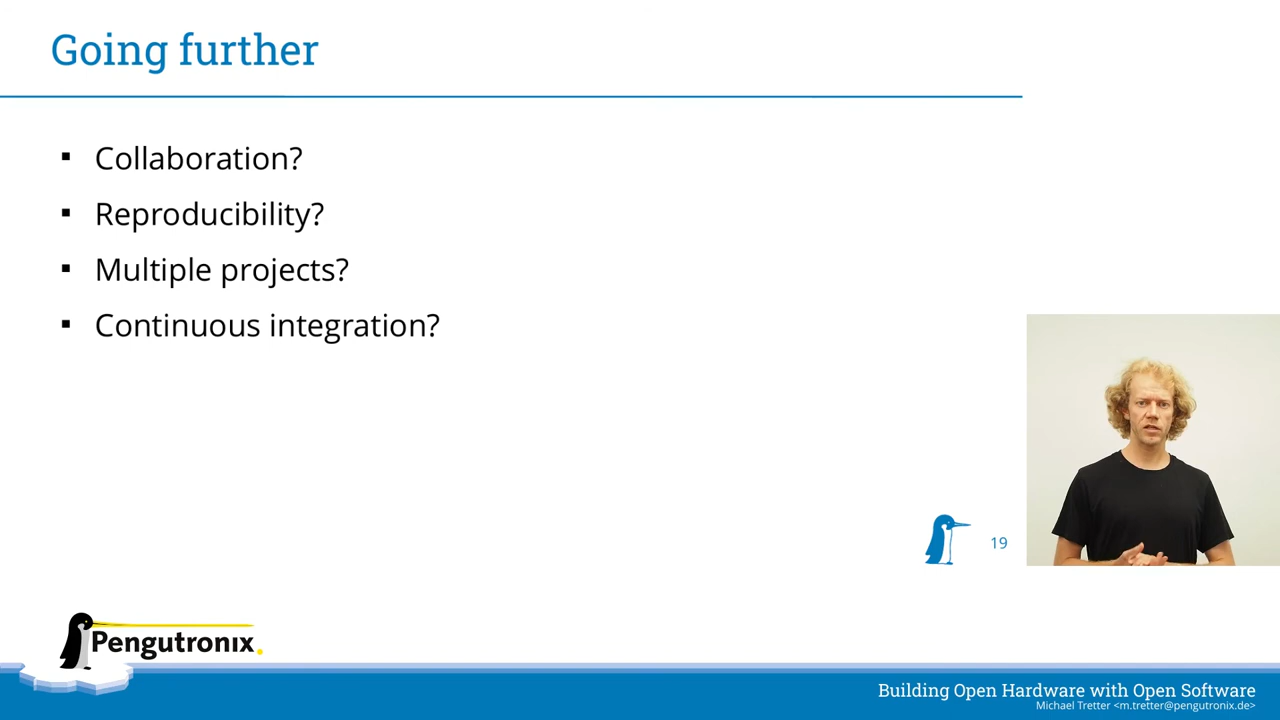 Going further
Collaboration?
Reproducibility?
Multiple projects?
Continuous integration?
19
Pengutronix.
Building Open Hardware with Open Software
Michael Tretter <m.tretter@pengutronix.de>